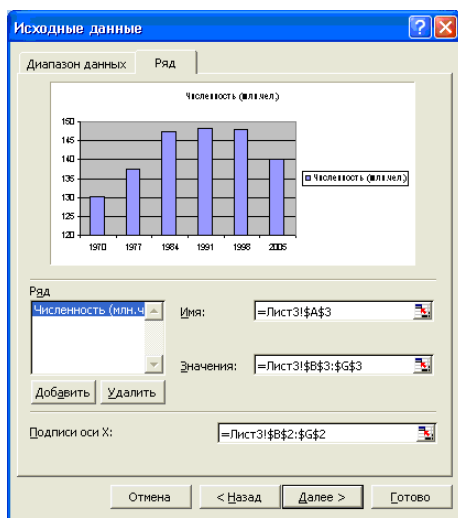 Исходные данные
Диапазон данных Ряд
Численность (млн.чел.)
150
145
140
135
130
125
120
1970 1977 1984 1991 1998 2005
Численность (млн.чел.)
Ряд
Численность (млн.ч
Имя: =Лист3!$A$3
Значения: =Лист3!$B$3:$G$3
Добавить Удалить
Подписи оси X: =Лист3!$B$2:$G$2
Отмена < Назад Далее > Готово